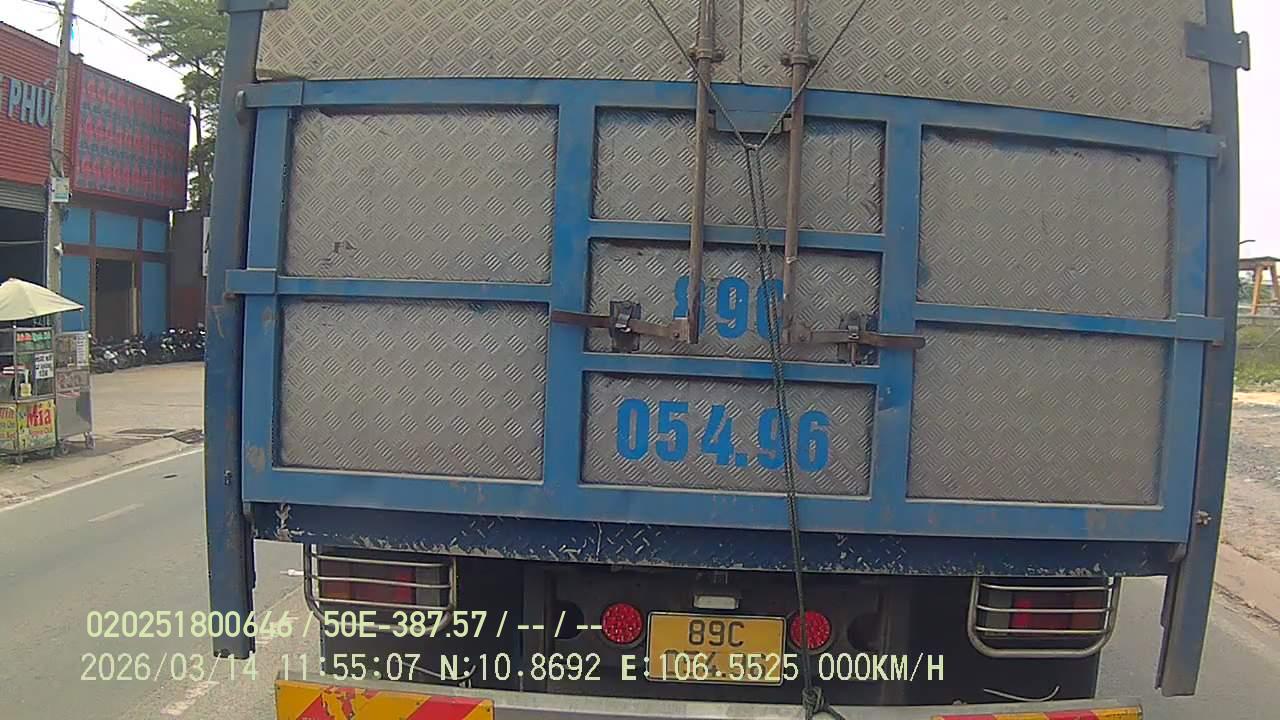 PHÚ
89C
054.96
Mia
020251800646 / 50E-387.57 / -- / --
89C
2026/03/14 11:55:07 N:10.8692 E:106.5525 000KM/H